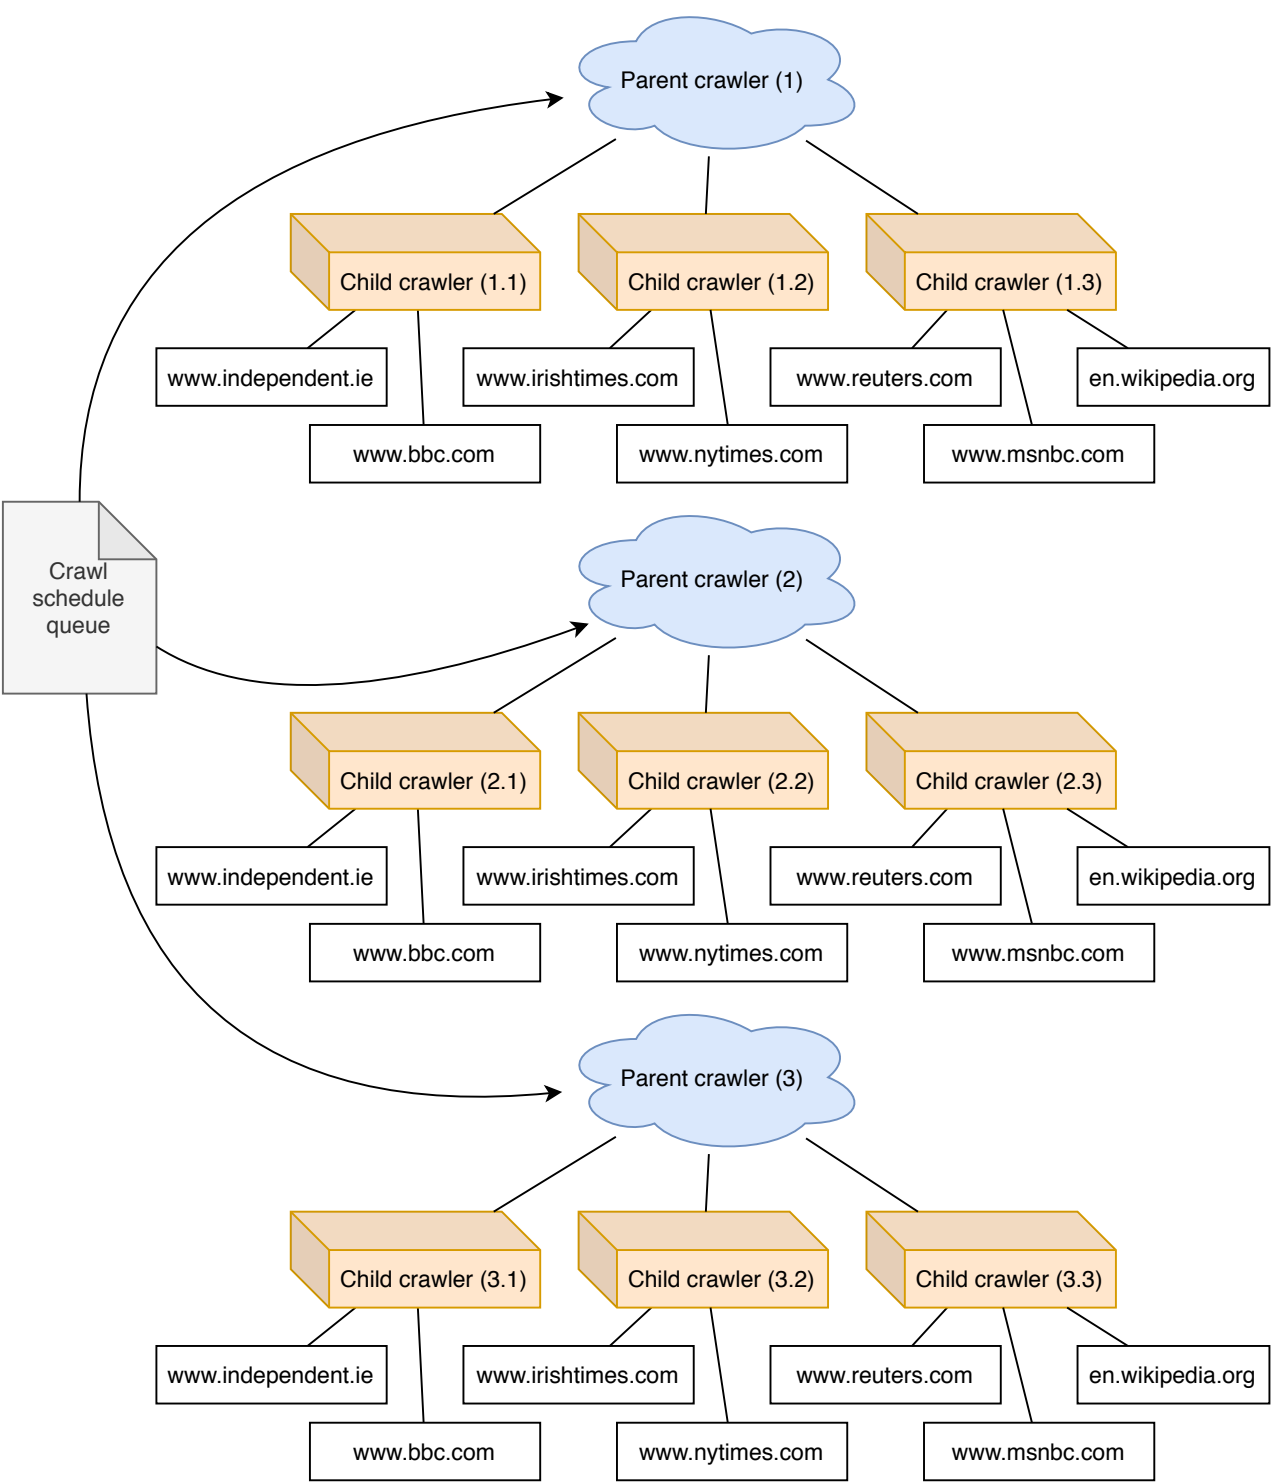 Parent crawler (1)
Child crawler (1.1)
Child crawler (1.2)
Child crawler (1.3)
www.independent.ie
www.irishtimes.com
www.reuters.com
en.wikipedia.org
www.bbc.com
www.nytimes.com
www.msnbc.com
Crawl
schedule
queue
Parent crawler (2)
Child crawler (2.1)
Child crawler (2.2)
Child crawler (2.3)
www.independent.ie
www.irishtimes.com
www.reuters.com
en.wikipedia.org
www.bbc.com
www.nytimes.com
www.msnbc.com
Parent crawler (3)
Child crawler (3.1)
Child crawler (3.2)
Child crawler (3.3)
www.independent.ie
www.irishtimes.com
www.reuters.com
en.wikipedia.org
www.bbc.com
www.nytimes.com
www.msnbc.com